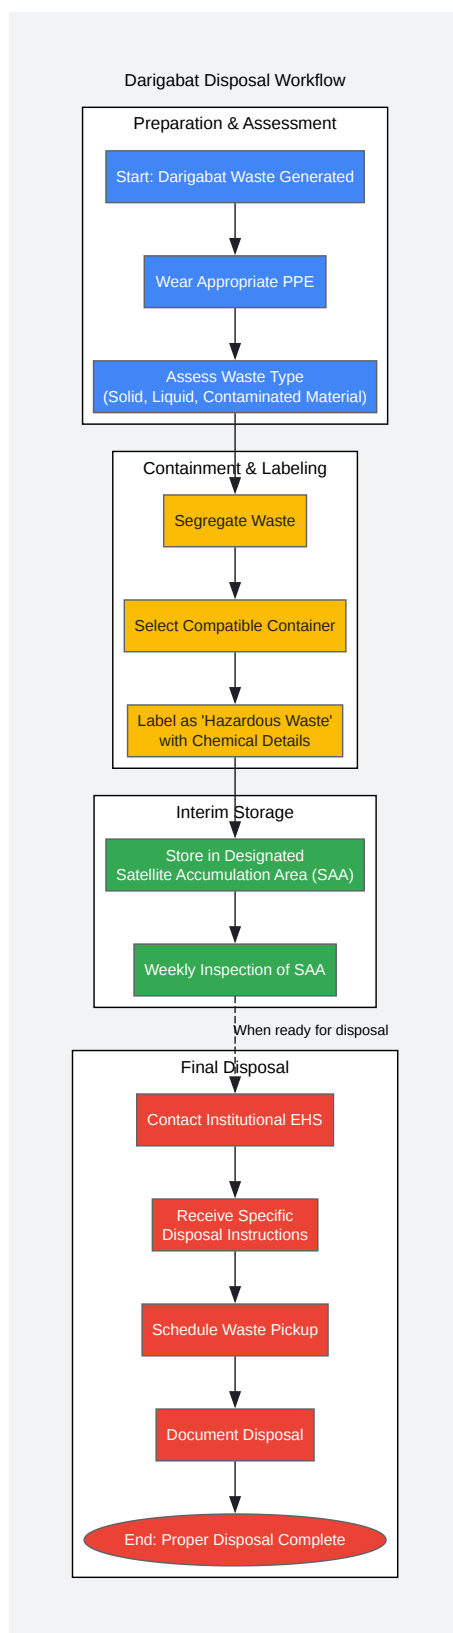 Darigabat Disposal Workflow
Preparation & Assessment
Start: Darigabat Waste Generated
Wear Appropriate PPE
Assess Waste Type
(Solid, Liquid, Contaminated Material)
Containment & Labeling
Segregate Waste
Select Compatible Container
Label as 'Hazardous Waste'
with Chemical Details
Interim Storage
Store in Designated
Satellite Accumulation Area (SAA)
Weekly Inspection of SAA
When ready for disposal
Final Disposal
Contact Institutional EHS
Receive Specific
Disposal Instructions
Schedule Waste Pickup
Document Disposal
End: Proper Disposal Complete